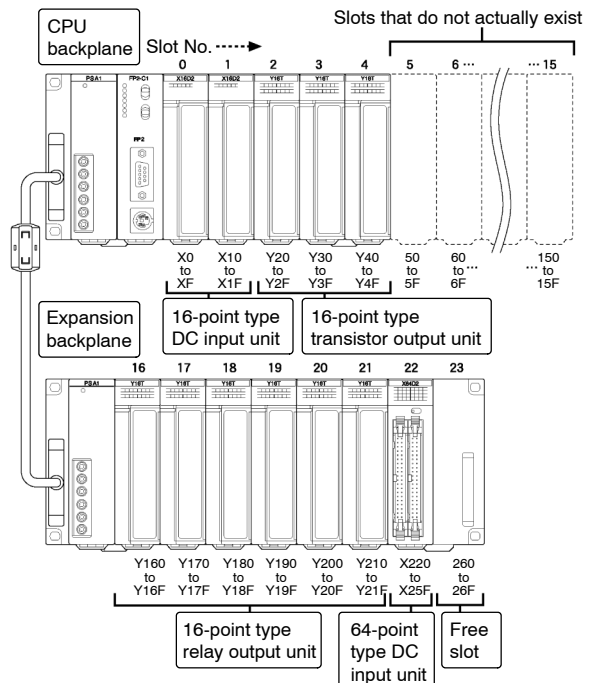 CPU
backplane
Slots that do not actually exist
Slot No.
0 1 2 3 4 5 6 ··· ··· 15
PSA1 FP2-C1 X16D2 X16D2 Y16T Y16T Y16T
FP2
X0 to XF
X10 to X1F
Y20 to Y2F
Y30 to Y3F
Y40 to Y4F
50 to 5F
60 to ··· 6F
··· 150 to 15F
16-point type
DC input unit
16-point type
transistor output unit
Expansion
backplane
16 17 18 19 20 21 22 23
PSA1 Y16T Y16T Y16T Y16T Y16T Y16T X64D2
Y160 to Y16F
Y170 to Y17F
Y180 to Y18F
Y190 to Y19F
Y200 to Y20F
Y210 to Y21F
X220 to X25F
260 to 26F
16-point type
relay output unit
64-point
type DC
input unit
Free
slot